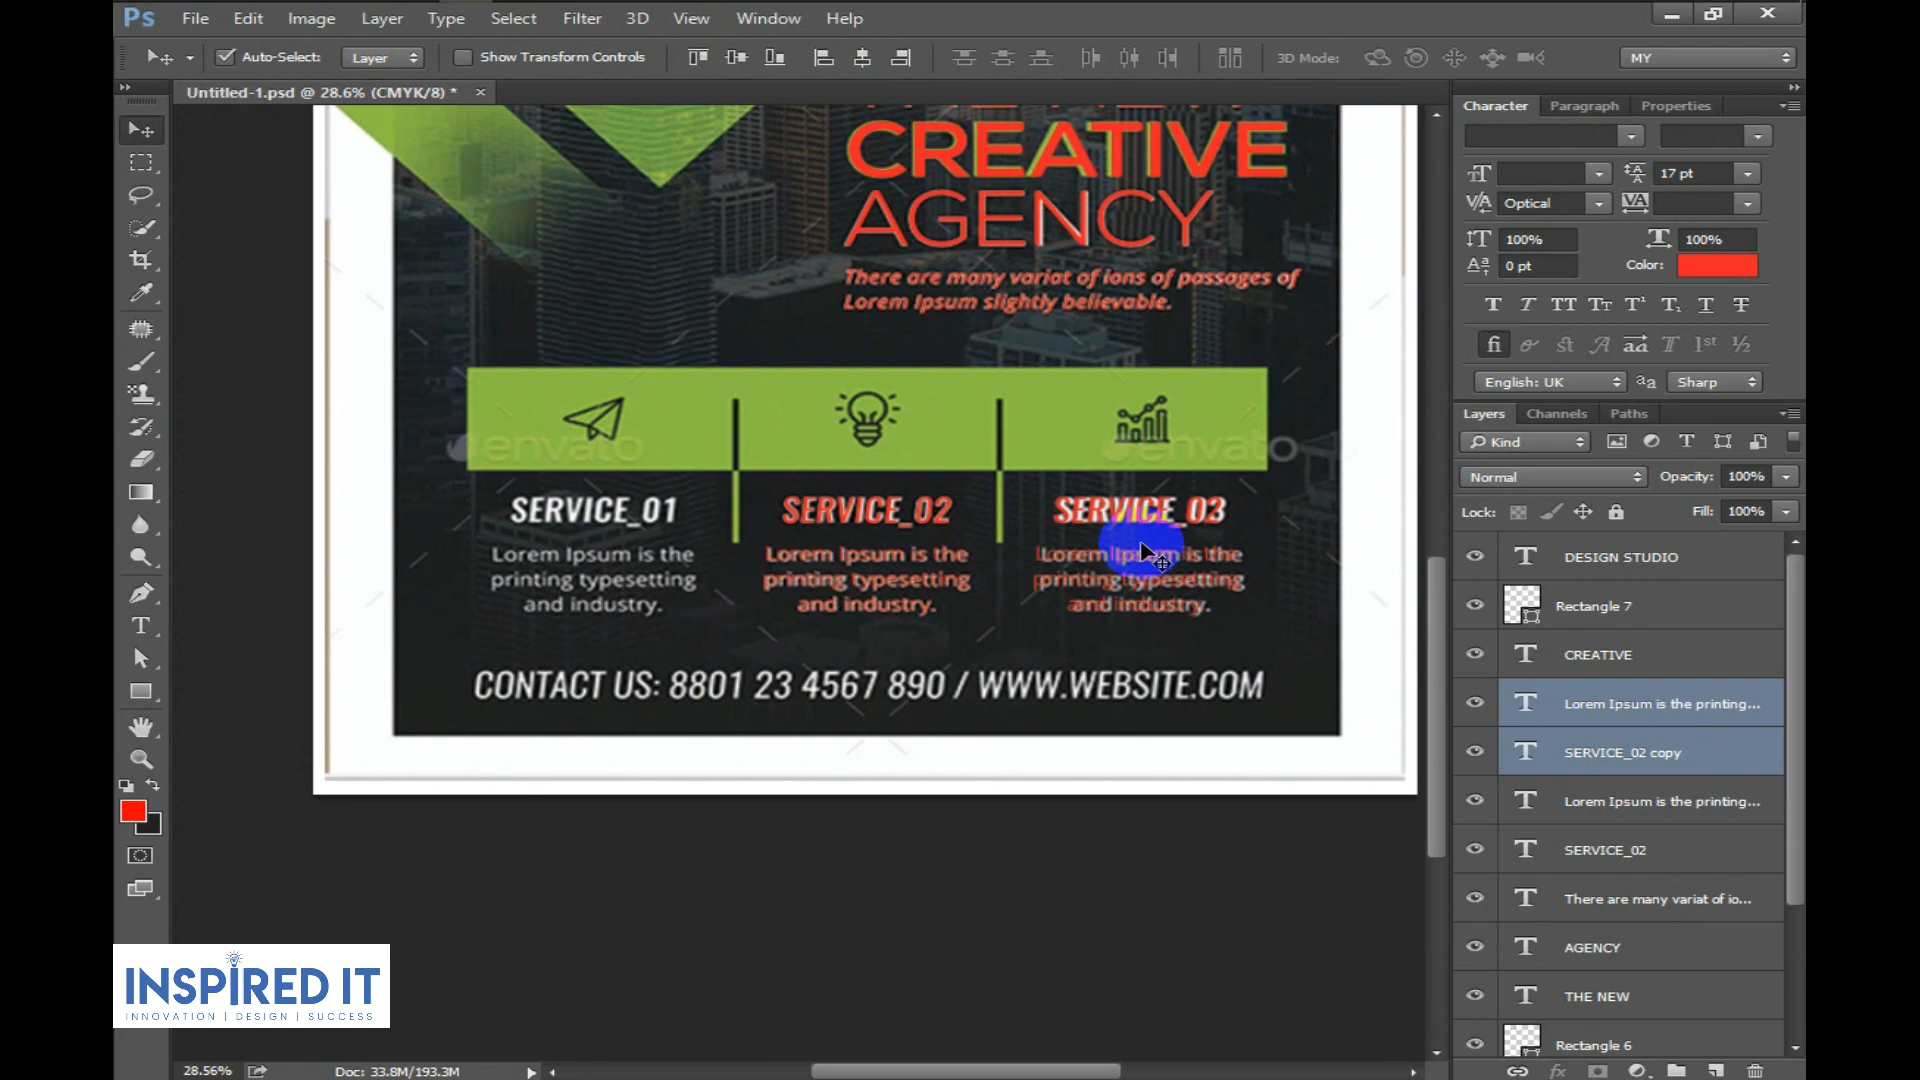 Ps File Edit Image Layer Type Select Filter 3D View Window Help
Auto-Select: Layer Show Transform Controls 3D Mode: MY
Untitled-1.psd @ 28.6% (CMYK/8) * ×
Character Paragraph Properties
17 pt
Optical
100% 100%
0 pt Color:
English: UK Sharp
Layers Channels Paths
Kind
Normal Opacity: 100%
Lock: Fill: 100%
DESIGN STUDIO
Rectangle 7
CREATIVE
Lorem Ipsum is the printing...
SERVICE_02 copy
Lorem Ipsum is the printing...
SERVICE_02
There are many variat of io...
AGENCY
THE NEW
Rectangle 6
CREATIVE
AGENCY
There are many variat of ions of passages of
Lorem Ipsum slightly believable.
envato envato
SERVICE_01
Lorem Ipsum is the
printing typesetting
and industry.
SERVICE_02
Lorem Ipsum is the
printing typesetting
and industry.
SERVICE_03
Lorem Ipsum is the
printing typesetting
and industry.
CONTACT US: 8801 23 4567 890 / WWW.WEBSITE.COM
INSPIRED IT
INNOVATION | DESIGN | SUCCESS
28.56% Doc: 33.8M/193.3M